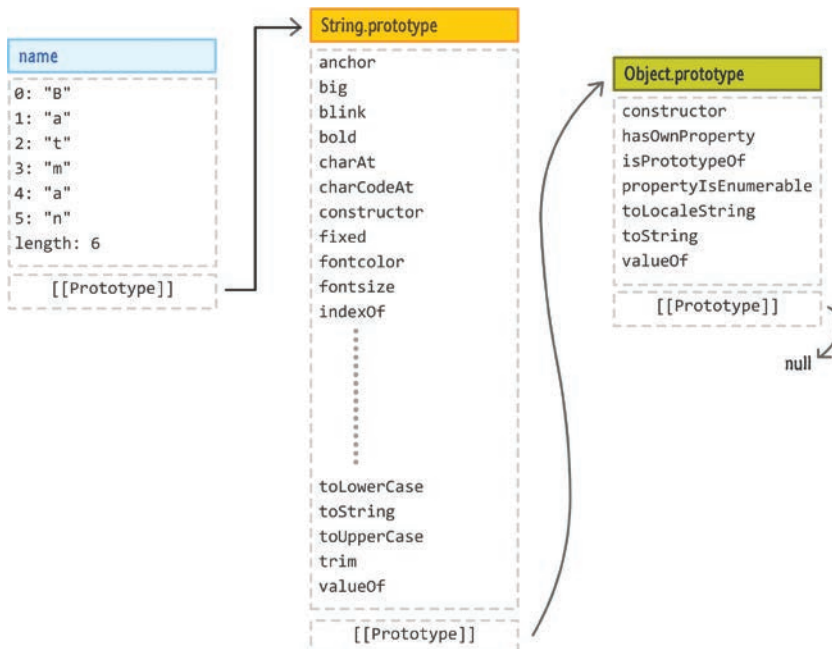 name
0: "B"
1: "a"
2: "t"
3: "m"
4: "a"
5: "n"
length: 6
[[Prototype]]
String.prototype
anchor
big
blink
bold
charAt
charCodeAt
constructor
fixed
fontcolor
fontsize
indexOf
toLowerCase
toString
toUpperCase
trim
valueOf
[[Prototype]]
Object.prototype
constructor
hasOwnProperty
isPrototypeOf
propertyIsEnumerable
toLocaleString
toString
valueOf
[[Prototype]]
null